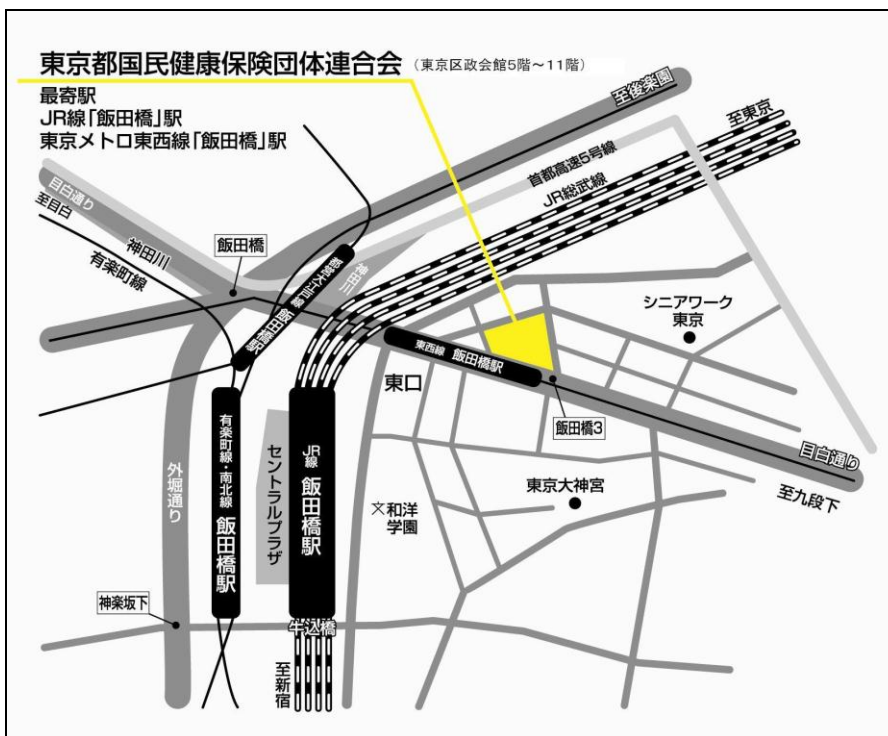 東京都国民健康保険団体連合会（東京区政会館5階～11階）
最寄駅
JR線「飯田橋」駅
東京メトロ東西線「飯田橋」駅
至後楽園
至東京
首都高速5号線
JR総武線
目白通り
至目白
神田川
有楽町線
飯田橋
都営大江戸線 飯田橋駅
神田川
シニアワーク
東京
東西線 飯田橋駅
東口
飯田橋3
目白通り
至九段下
外堀通り
有楽町線・南北線 飯田橋駅
セントラルプラザ
JR線 飯田橋駅
文和洋
学園
東京大神宮
神楽坂下
牛込橋
至新宿